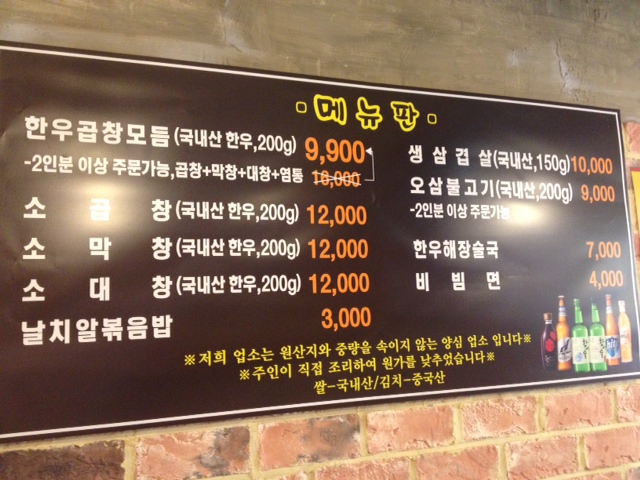 메뉴판
한우곱창모듬(국내산 한우,200g) 9,900
-2인분 이상 주문가능,곱창+막창+대창+염통 16,000
소 곱 창(국내산 한우,200g) 12,000
소 막 창(국내산 한우,200g) 12,000
소 대 창(국내산 한우,200g) 12,000
날치알볶음밥 3,000
생 삼 겹 살(국내산,150g) 10,000
오삼불고기(국내산,200g) 9,000
-2인분 이상 주문가능
한우해장술국 7,000
비 빔 면 4,000
※저희 업소는 원산지와 중량을 속이지 않는 양심 업소 입니다※
※주인이 직접 조리하여 원가를 낮추었습니다※
쌀-국내산/김치-중국산